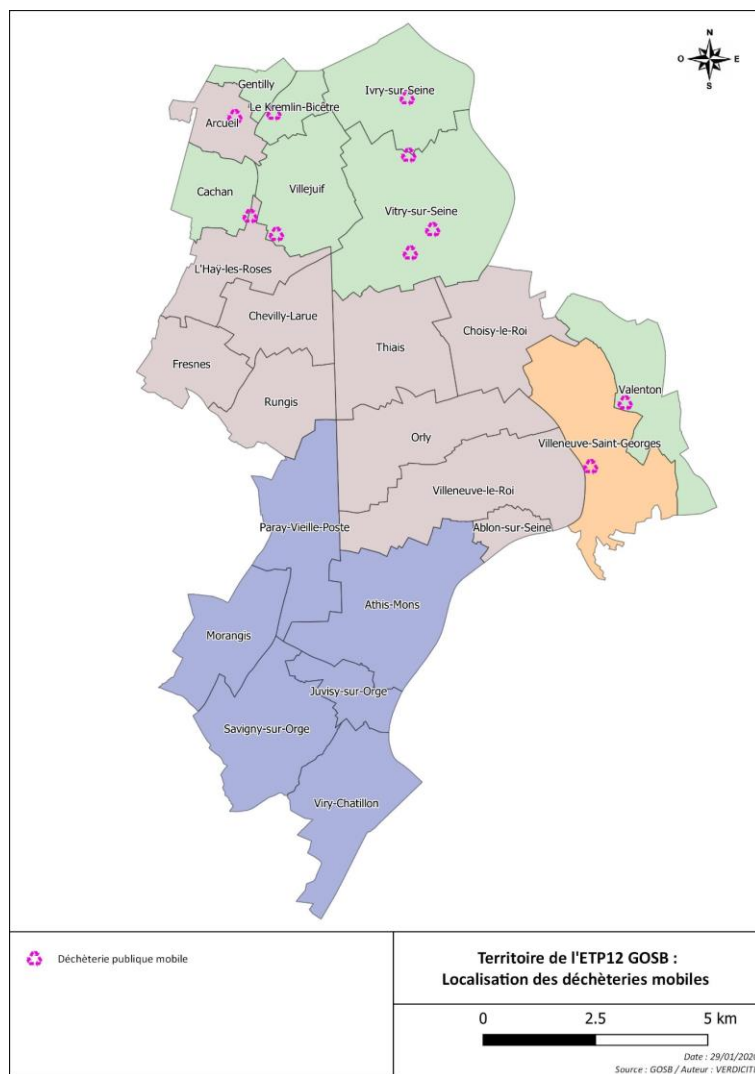 N
O E
S
Gentilly
Ivry-sur-Seine
Le Kremlin-Bicêtre
Arcueil
Cachan
Villejuif
Vitry-sur-Seine
L'Haÿ-les-Roses
Chevilly-Larue
Choisy-le-Roi
Thiais
Fresnes
Valenton
Rungis
Orly
Villeneuve-Saint-Georges
Villeneuve-le-Roi
Paray-Vieille-Poste
Ablon-sur-Seine
Athis-Mons
Morangis
Juvisy-sur-Orge
Savigny-sur-Orge
Viry-Chatillon
Déchèterie publique mobile
Territoire de l'ETP12 GOSB :
Localisation des déchèteries mobiles
0 2.5 5 km
Date : 29/01/2020
Source : GOSB / Auteur : VERDICITE